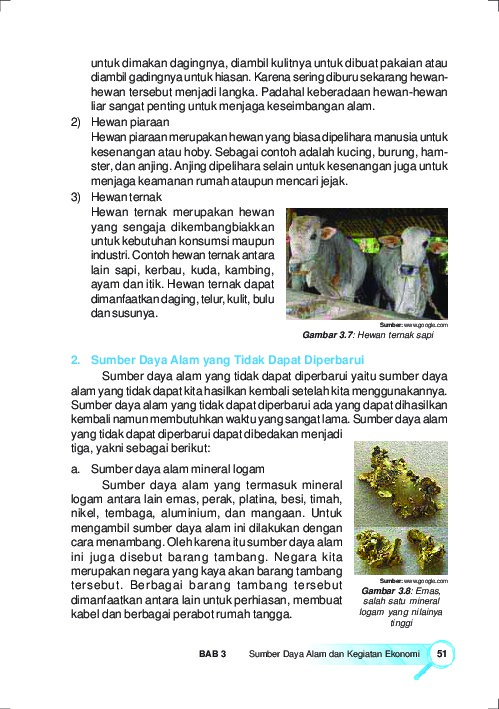 untuk dimakan dagingnya, diambil kulitnya untuk dibuat pakaian atau
diambil gadingnya untuk hiasan. Karena sering diburu sekarang hewan-
hewan tersebut menjadi langka. Padahal keberadaan hewan-hewan
liar sangat penting untuk menjaga keseimbangan alam.
2) Hewan piaraan
Hewan piaraan merupakan hewan yang biasa dipelihara manusia untuk
kesenangan atau hoby. Sebagai contoh adalah kucing, burung, ham-
ster, dan anjing. Anjing dipelihara selain untuk kesenangan juga untuk
menjaga keamanan rumah ataupun mencari jejak.
3) Hewan ternak
Hewan ternak merupakan hewan
yang sengaja dikembangbiakkan
untuk kebutuhan konsumsi maupun
industri. Contoh hewan ternak antara
lain sapi, kerbau, kuda, kambing,
ayam dan itik. Hewan ternak dapat
dimanfaatkan daging, telur, kulit, bulu
dan susunya.
Sumber: www.google.com
Gambar 3.7: Hewan ternak sapi
2. Sumber Daya Alam yang Tidak Dapat Diperbarui
Sumber daya alam yang tidak dapat diperbarui yaitu sumber daya
alam yang tidak dapat kita hasilkan kembali setelah kita menggunakannya.
Sumber daya alam yang tidak dapat diperbarui ada yang dapat dihasilkan
kembali namun membutuhkan waktu yang sangat lama. Sumber daya alam
yang tidak dapat diperbarui dapat dibedakan menjadi
tiga, yakni sebagai berikut:
a. Sumber daya alam mineral logam
Sumber daya alam yang termasuk mineral
logam antara lain emas, perak, platina, besi, timah,
nikel, tembaga, aluminium, dan mangaan. Untuk
mengambil sumber daya alam ini dilakukan dengan
cara menambang. Oleh karena itu sumber daya alam
ini juga disebut barang tambang. Negara kita
merupakan negara yang kaya akan barang tambang
tersebut. Berbagai barang tambang tersebut
dimanfaatkan antara lain untuk perhiasan, membuat
kabel dan berbagai perabot rumah tangga.
Sumber: www.google.com
Gambar 3.8: Emas,
salah satu mineral
logam yang nilainya
tinggi
BAB 3 Sumber Daya Alam dan Kegiatan Ekonomi 51